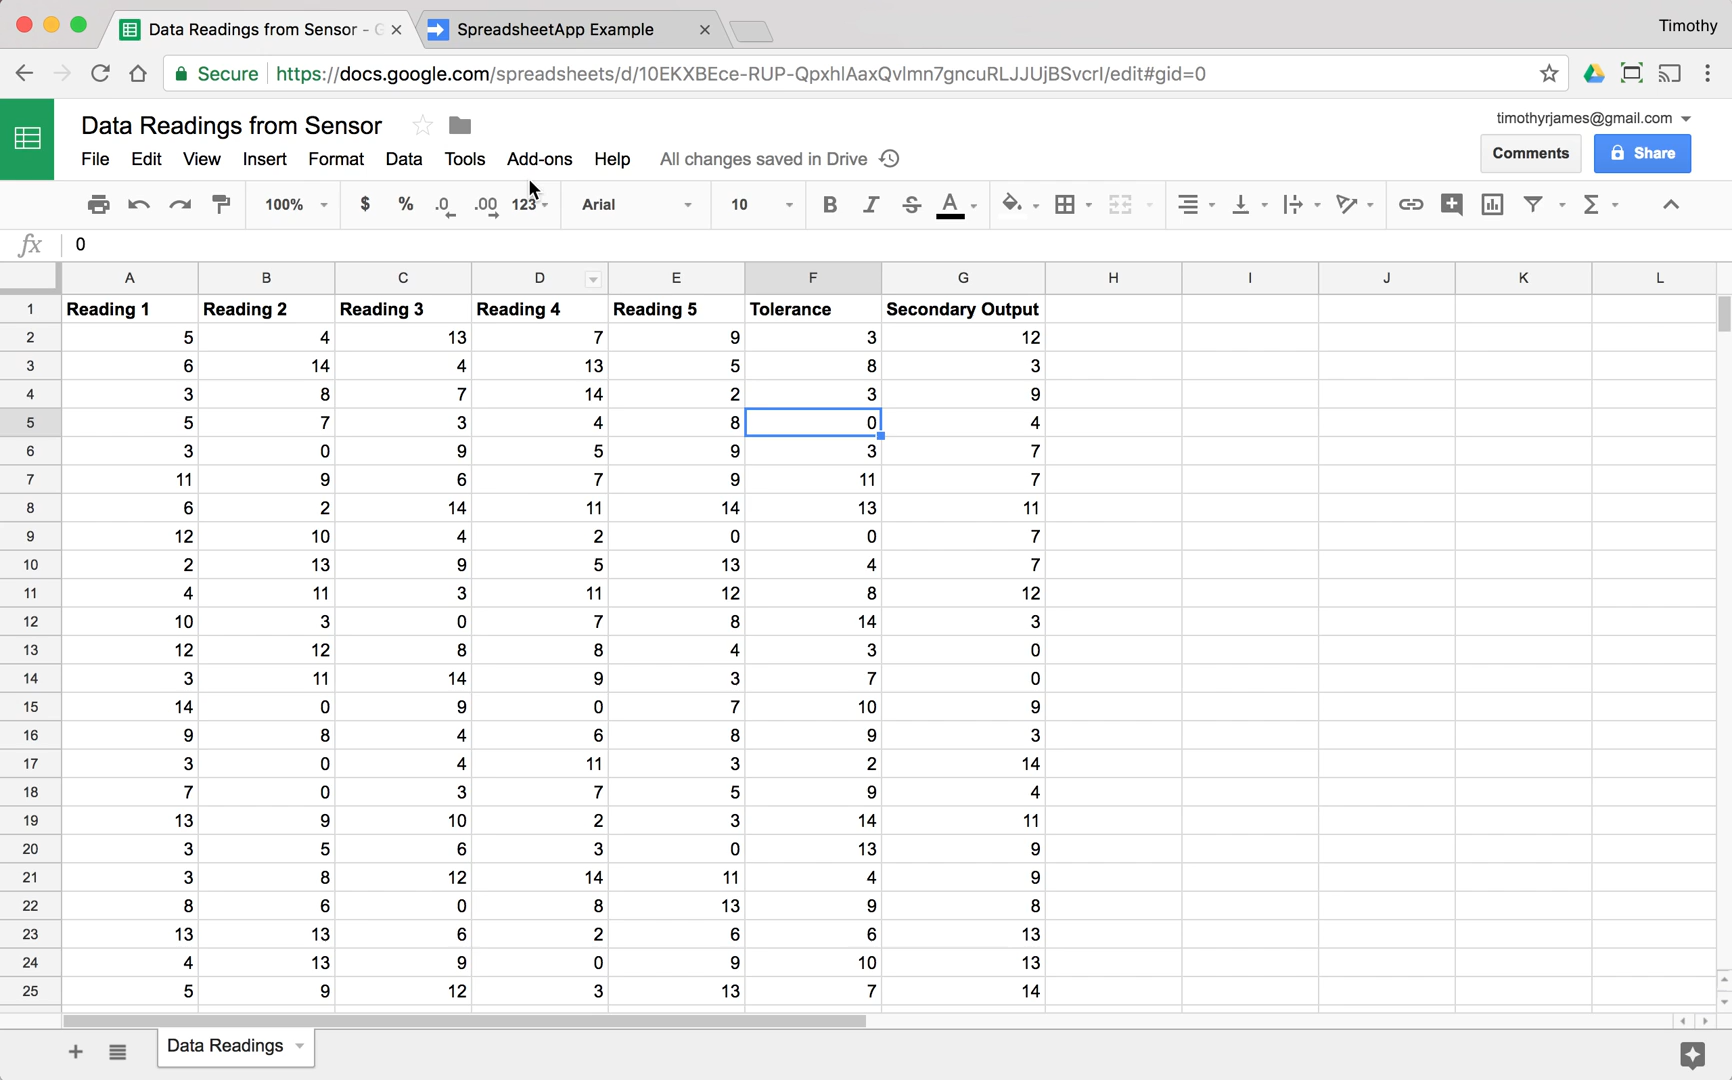 Data Readings from Sensor - G
SpreadsheetApp Example
Timothy
Secure https://docs.google.com/spreadsheets/d/10EKXBEce-RUP-QpxhlAaxQvlmn7gncuRLJJUjBSvcrI/edit#gid=0
Data Readings from Sensor
timothyrjames@gmail.com
File Edit View Insert Format Data Tools Add-ons Help All changes saved in Drive
Comments Share
100% $ % .0 .00 123 Arial 10 B I S A Σ
fx 0
A B C D E F G H I J K L
1 Reading 1 Reading 2 Reading 3 Reading 4 Reading 5 Tolerance Secondary Output
2 5 4 13 7 9 3 12
3 6 14 4 13 5 8 3
4 3 8 7 14 2 3 9
5 5 7 3 4 8 0 4
6 3 0 9 5 9 3 7
7 11 9 6 7 9 11 7
8 6 2 14 11 14 13 11
9 12 10 4 2 0 0 7
10 2 13 9 5 13 4 7
11 4 11 3 11 12 8 12
12 10 3 0 7 8 14 3
13 12 12 8 8 4 3 0
14 3 11 14 9 3 7 0
15 14 0 9 0 7 10 9
16 9 8 4 6 8 9 3
17 3 0 4 11 3 2 14
18 7 0 3 7 5 9 4
19 13 9 10 2 3 14 11
20 3 5 6 3 0 13 9
21 3 8 12 14 11 4 9
22 8 6 0 8 13 9 8
23 13 13 6 2 6 6 13
24 4 13 9 0 9 10 13
25 5 9 12 3 13 7 14
Data Readings